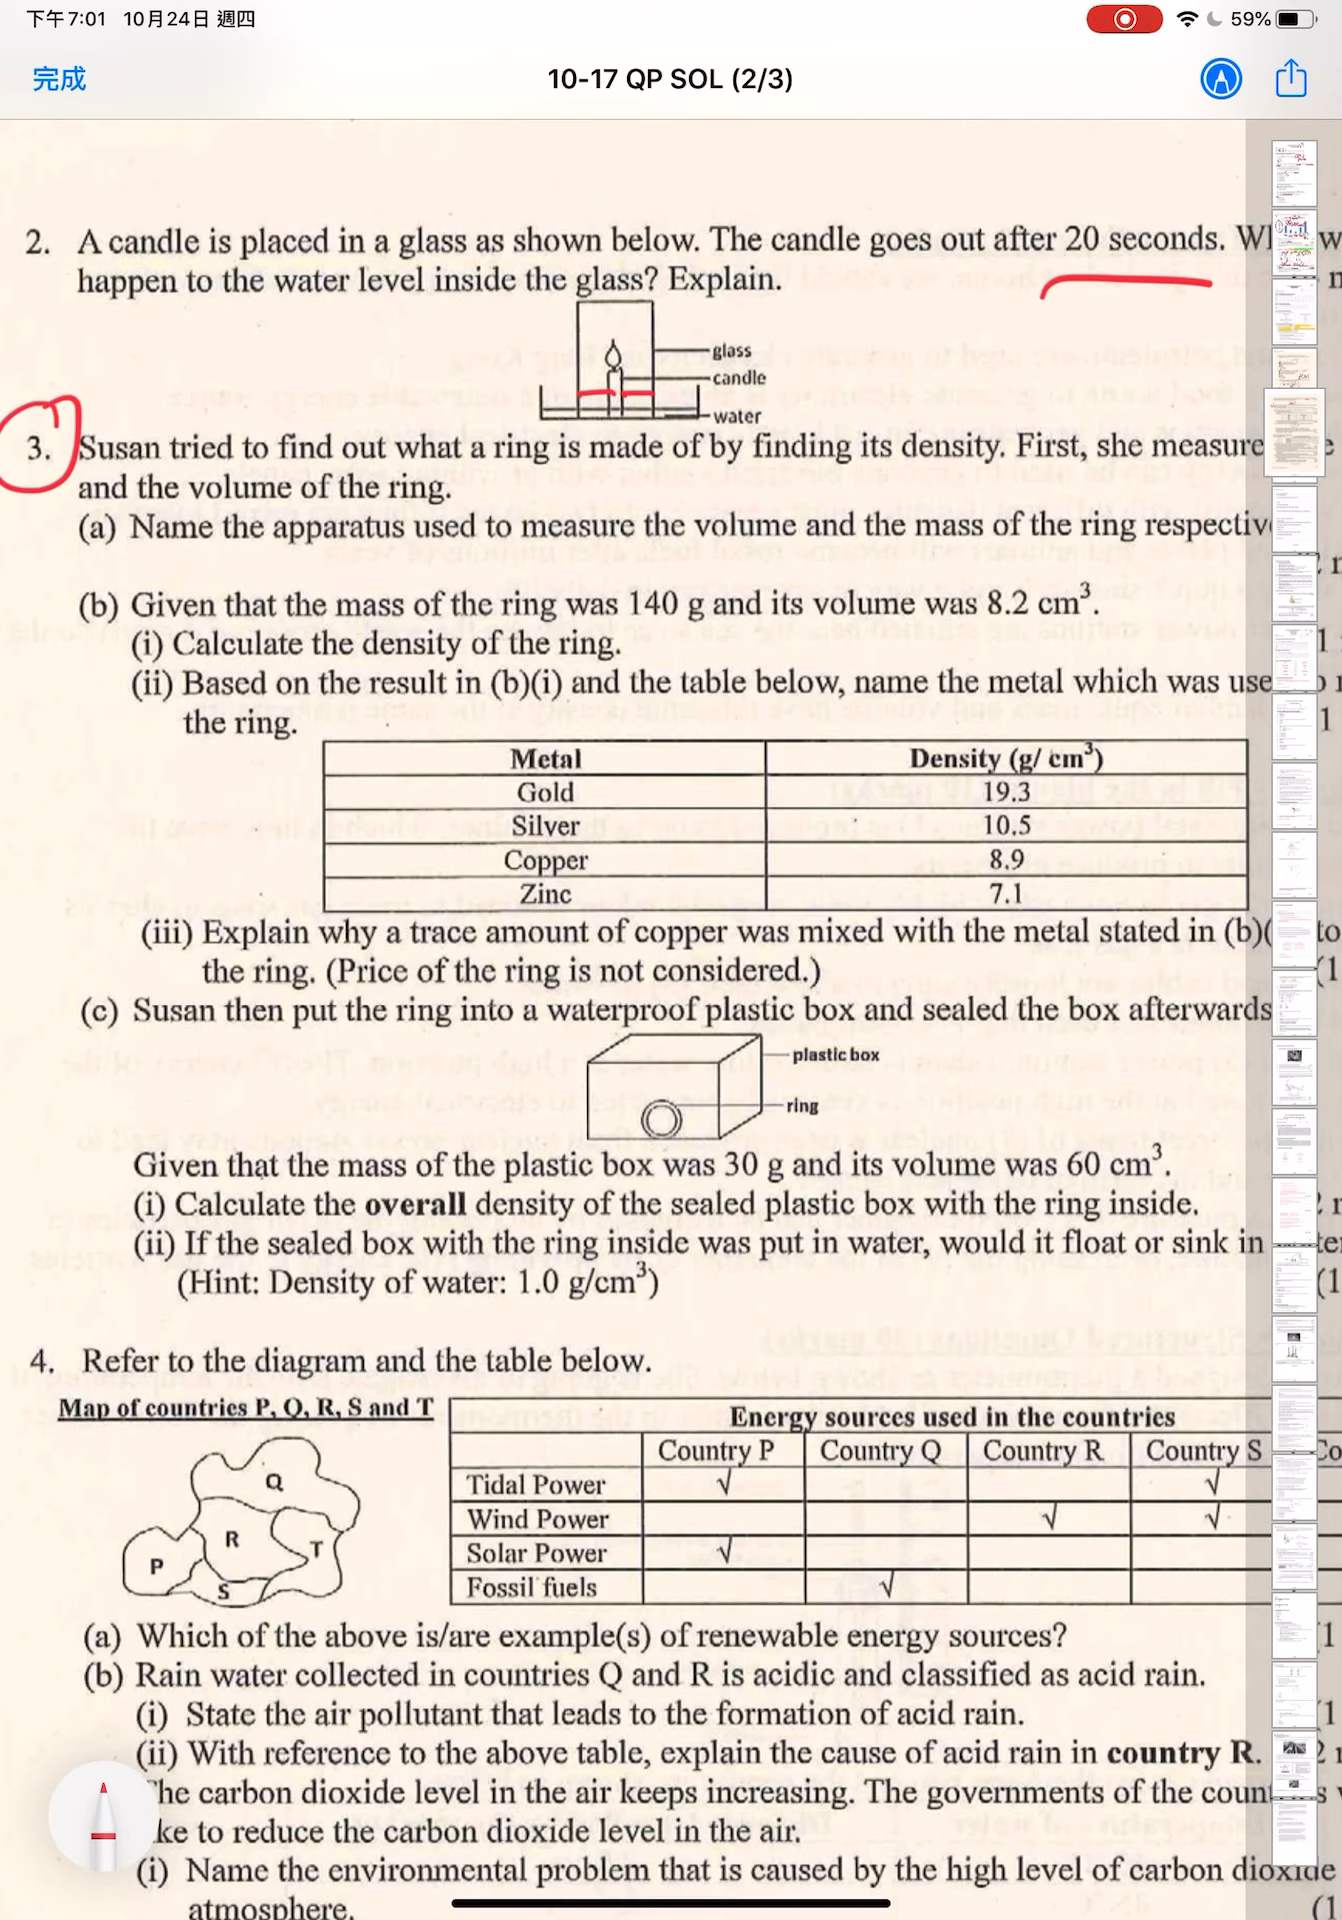 下午7:01 10月24日 週四
59%
完成
10-17 QP SOL (2/3)
2. A candle is placed in a glass as shown below. The candle goes out after 20 seconds.
happen to the water level inside the glass? Explain.
glass
candle
water
3. Susan tried to find out what a ring is made of by finding its density. First, she measure
and the volume of the ring.
(a) Name the apparatus used to measure the volume and the mass of the ring respectiv
(b) Given that the mass of the ring was 140 g and its volume was 8.2 cm³.
(i) Calculate the density of the ring.
(ii) Based on the result in (b)(i) and the table below, name the metal which was use
the ring.
Metal Density (g/ cm³)
Gold 19.3
Silver 10.5
Copper 8.9
Zinc 7.1
(iii) Explain why a trace amount of copper was mixed with the metal stated in (b)( to
the ring. (Price of the ring is not considered.) (1
(c) Susan then put the ring into a waterproof plastic box and sealed the box afterwards
plastic box
ring
Given that the mass of the plastic box was 30 g and its volume was 60 cm³.
(i) Calculate the overall density of the sealed plastic box with the ring inside.
(ii) If the sealed box with the ring inside was put in water, would it float or sink in
(Hint: Density of water: 1.0 g/cm³) (1
4. Refer to the diagram and the table below.
Map of countries P, Q, R, S and T
Q
R
T
P
S
Energy sources used in the countries
Country P Country Q Country R Country S Co
Tidal Power √ √
Wind Power √ √
Solar Power √
Fossil fuels √
(a) Which of the above is/are example(s) of renewable energy sources?
(b) Rain water collected in countries Q and R is acidic and classified as acid rain.
(i) State the air pollutant that leads to the formation of acid rain.
(ii) With reference to the above table, explain the cause of acid rain in country R.
he carbon dioxide level in the air keeps increasing. The governments of the coun
ke to reduce the carbon dioxide level in the air.
(i) Name the environmental problem that is caused by the high level of carbon dioxide
atmosphere. (1